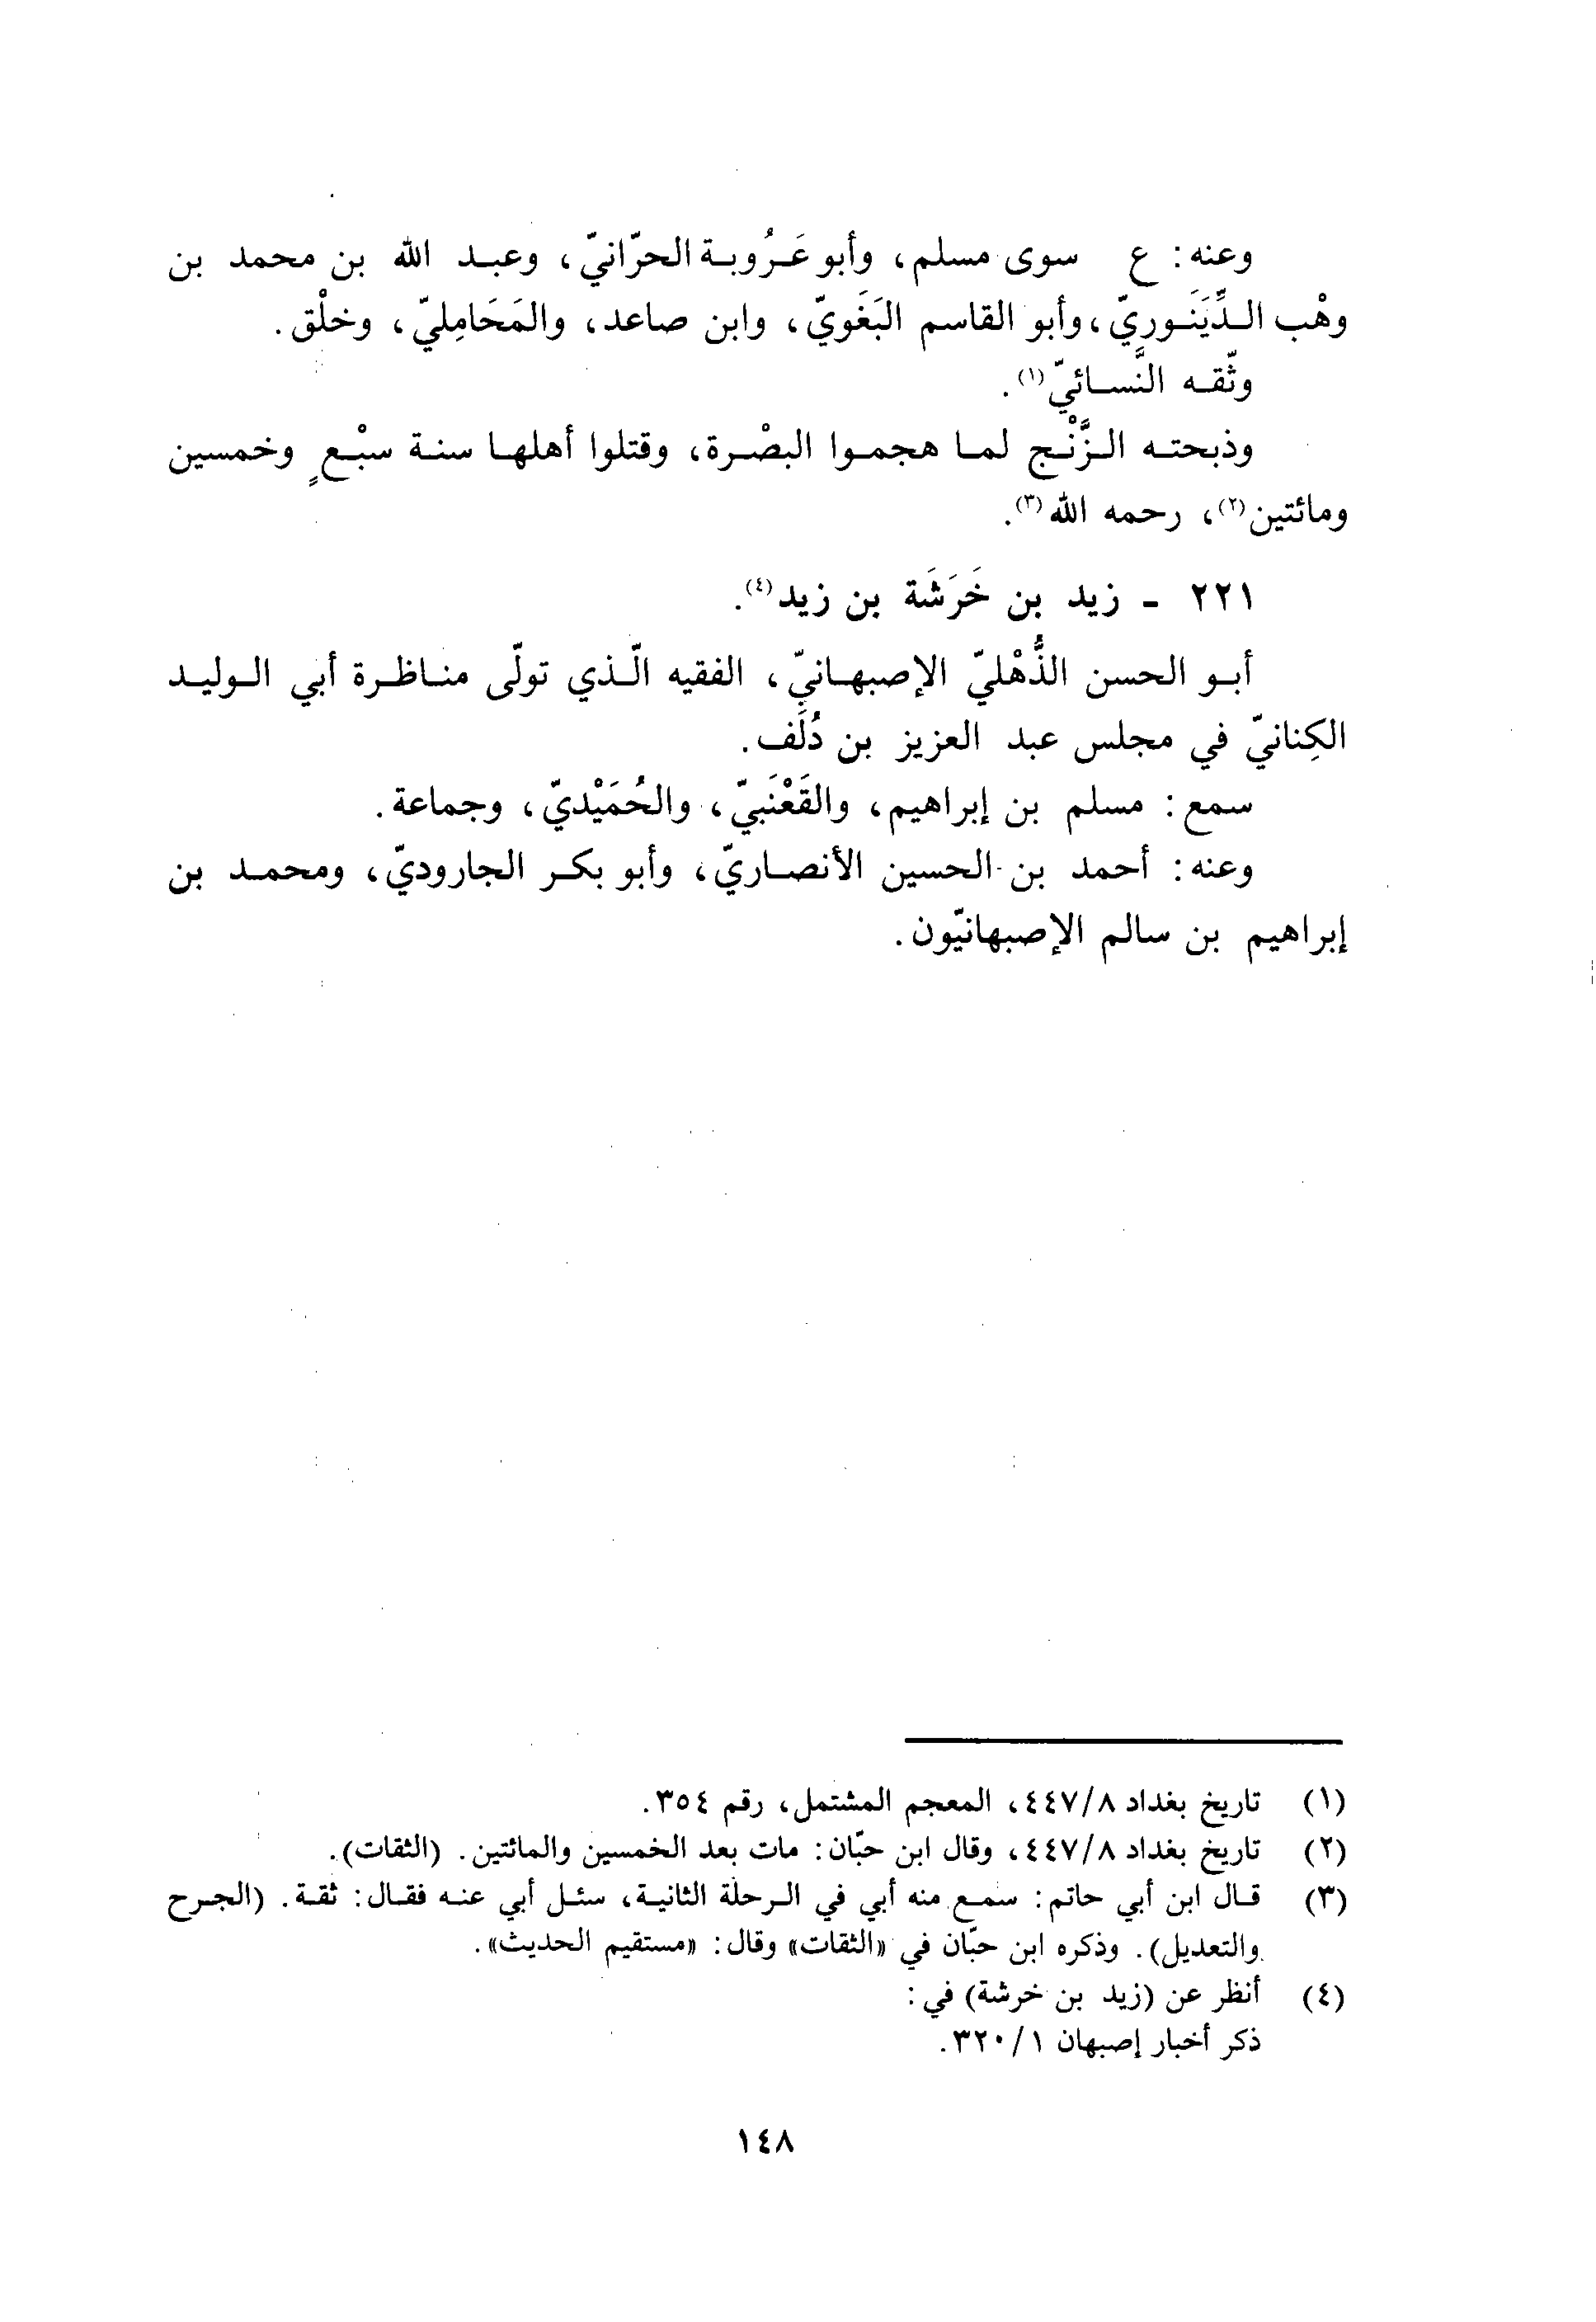 وعنه: ع سوى مسلم، وأبو عَرُوبة الحرّانيّ، وعبد الله بن محمد بن
وهْب الدِّيَنَوريّ، وأبو القاسم البَغَويّ، وابن صاعد، والمَحَامِليّ، وخلْق.
وثّقه النَّسائيّ(١).
وذبحته الزَّنْج لما هجموا البصْرة، وقتلوا أهلها سنة سبْعٍ وخمسين
ومائتين(٢)، رحمه الله(٣).
٢٢١ - زيد بن خَرَشَة بن زيد(٤).
أبو الحسن الذُّهْليّ الإصبهانيّ، الفقيه الّذي تولّى مناظرة أبي الوليد
الكِنانيّ في مجلس عبد العزيز بن دُلَف.
سمع: مسلم بن إبراهيم، والقَعْنَبيّ، والحُمَيْديّ، وجماعة.
وعنه: أحمد بن الحسين الأنصاريّ، وأبو بكر الجاروديّ، ومحمد بن
إبراهيم بن سالم الإصبهانيّون.
(١) تاريخ بغداد ٤٤٧/٨، المعجم المشتمل، رقم ٣٥٤.
(٢) تاريخ بغداد ٤٤٧/٨، وقال ابن حبّان: مات بعد الخمسين والمائتين. (الثقات).
(٣) قال ابن أبي حاتم: سمع منه أبي في الرحلة الثانية، سئل أبي عنه فقال: ثقة. (الجرح
والتعديل). وذكره ابن حبّان في «الثقات» وقال: «مستقيم الحديث».
(٤) أنظر عن (زيد بن خرشة) في:
ذكر أخبار إصبهان ٣٢٠/١.
١٤٨